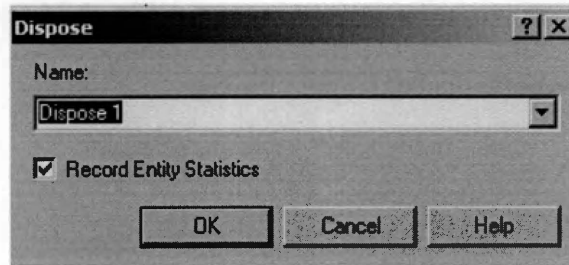 Dispose
Name:
Dispose 1
Record Entity Statistics
OK Cancel Help